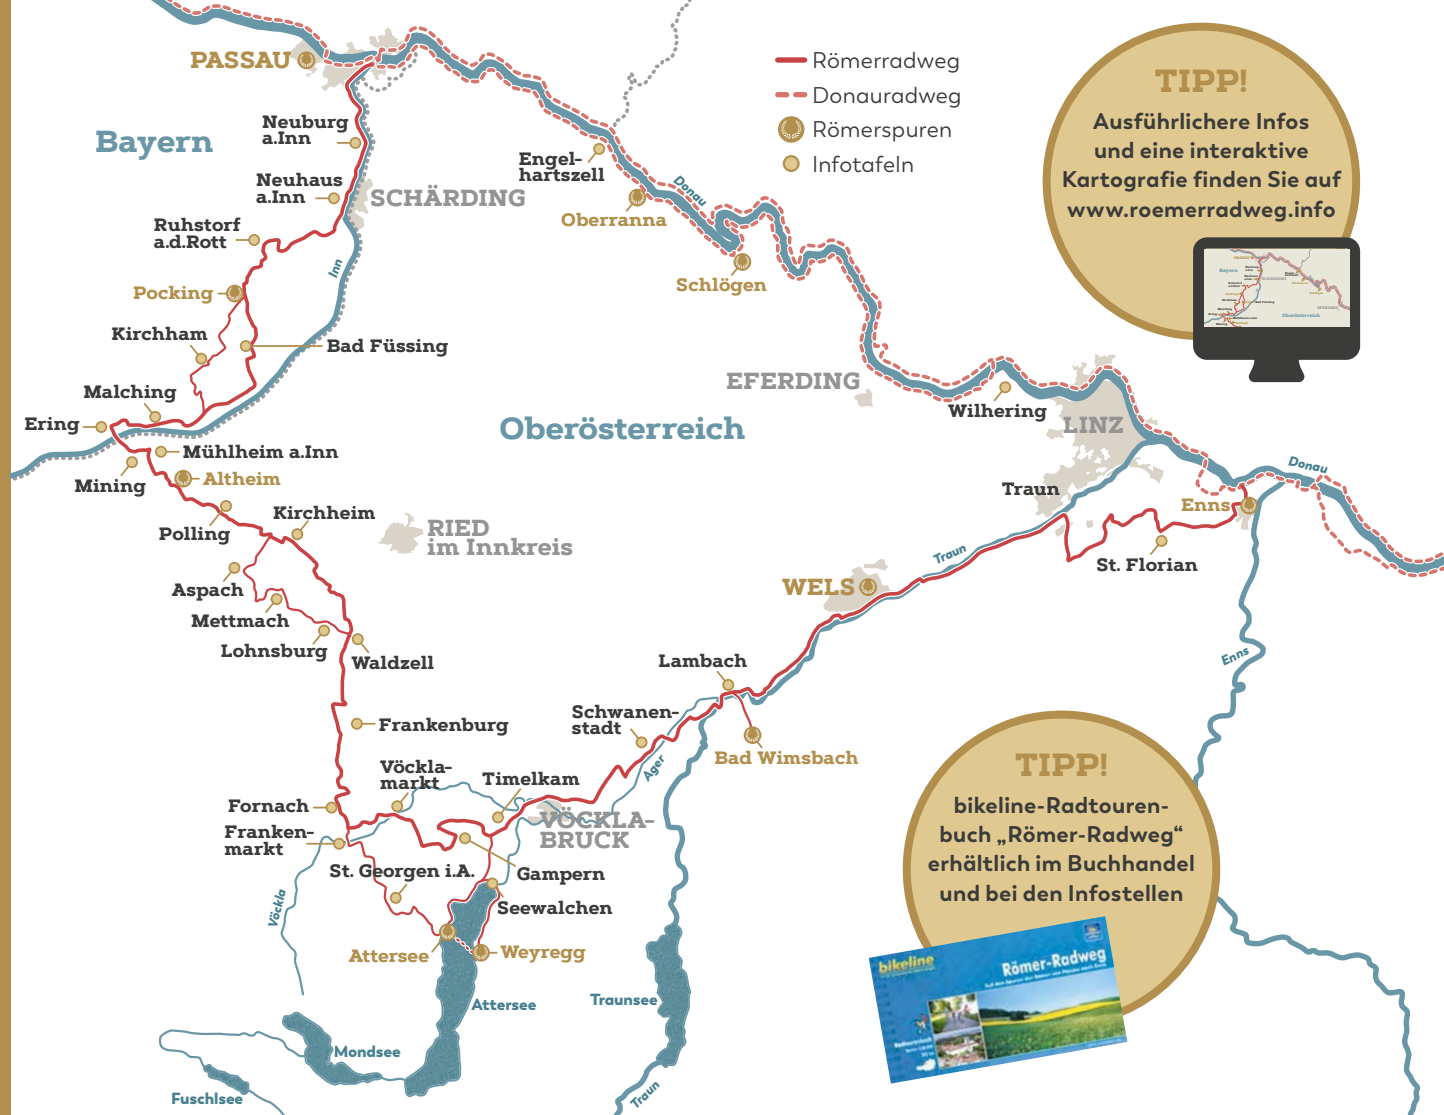 PASSAU
Bayern
Neuburg
a.Inn
Neuhaus
a.Inn
SCHÄRDING
Ruhstorf
a.d.Rott
Inn
Pocking
Kirchham
Bad Füssing
Malching
Ering
Mühlheim a.Inn
Mining
Altheim
Polling
Kirchheim
RIED
im Innkreis
Aspach
Mettmach
Lohnsburg
Waldzell
Frankenburg
Vöckla-
markt
Fornach
Franken-
markt
Timelkam
VÖCKLA-
BRUCK
St. Georgen i.A.
Gampern
Seewalchen
Vöckla
Attersee
Weyregg
Attersee
Mondsee
Fuschlsee
Traunsee
Traun
Engel-
hartszell
Oberranna
Donau
Schlögen
EFERDING
Oberösterreich
Wilhering
LINZ
Traun
Donau
Enns
St. Florian
Traun
WELS
Enns
Lambach
Schwanen-
stadt
Ager
Bad Wimsbach
Römerradweg
Donauradweg
Römerspuren
Infotafeln
TIPP!
Ausführlichere Infos
und eine interaktive
Kartografie finden Sie auf
www.roemerradweg.info
Bayern
Oberösterreich
TIPP!
bikeline-Radtouren-
buch „Römer-Radweg“
erhältlich im Buchhandel
und bei den Infostellen
bikeline
Römer-Radweg